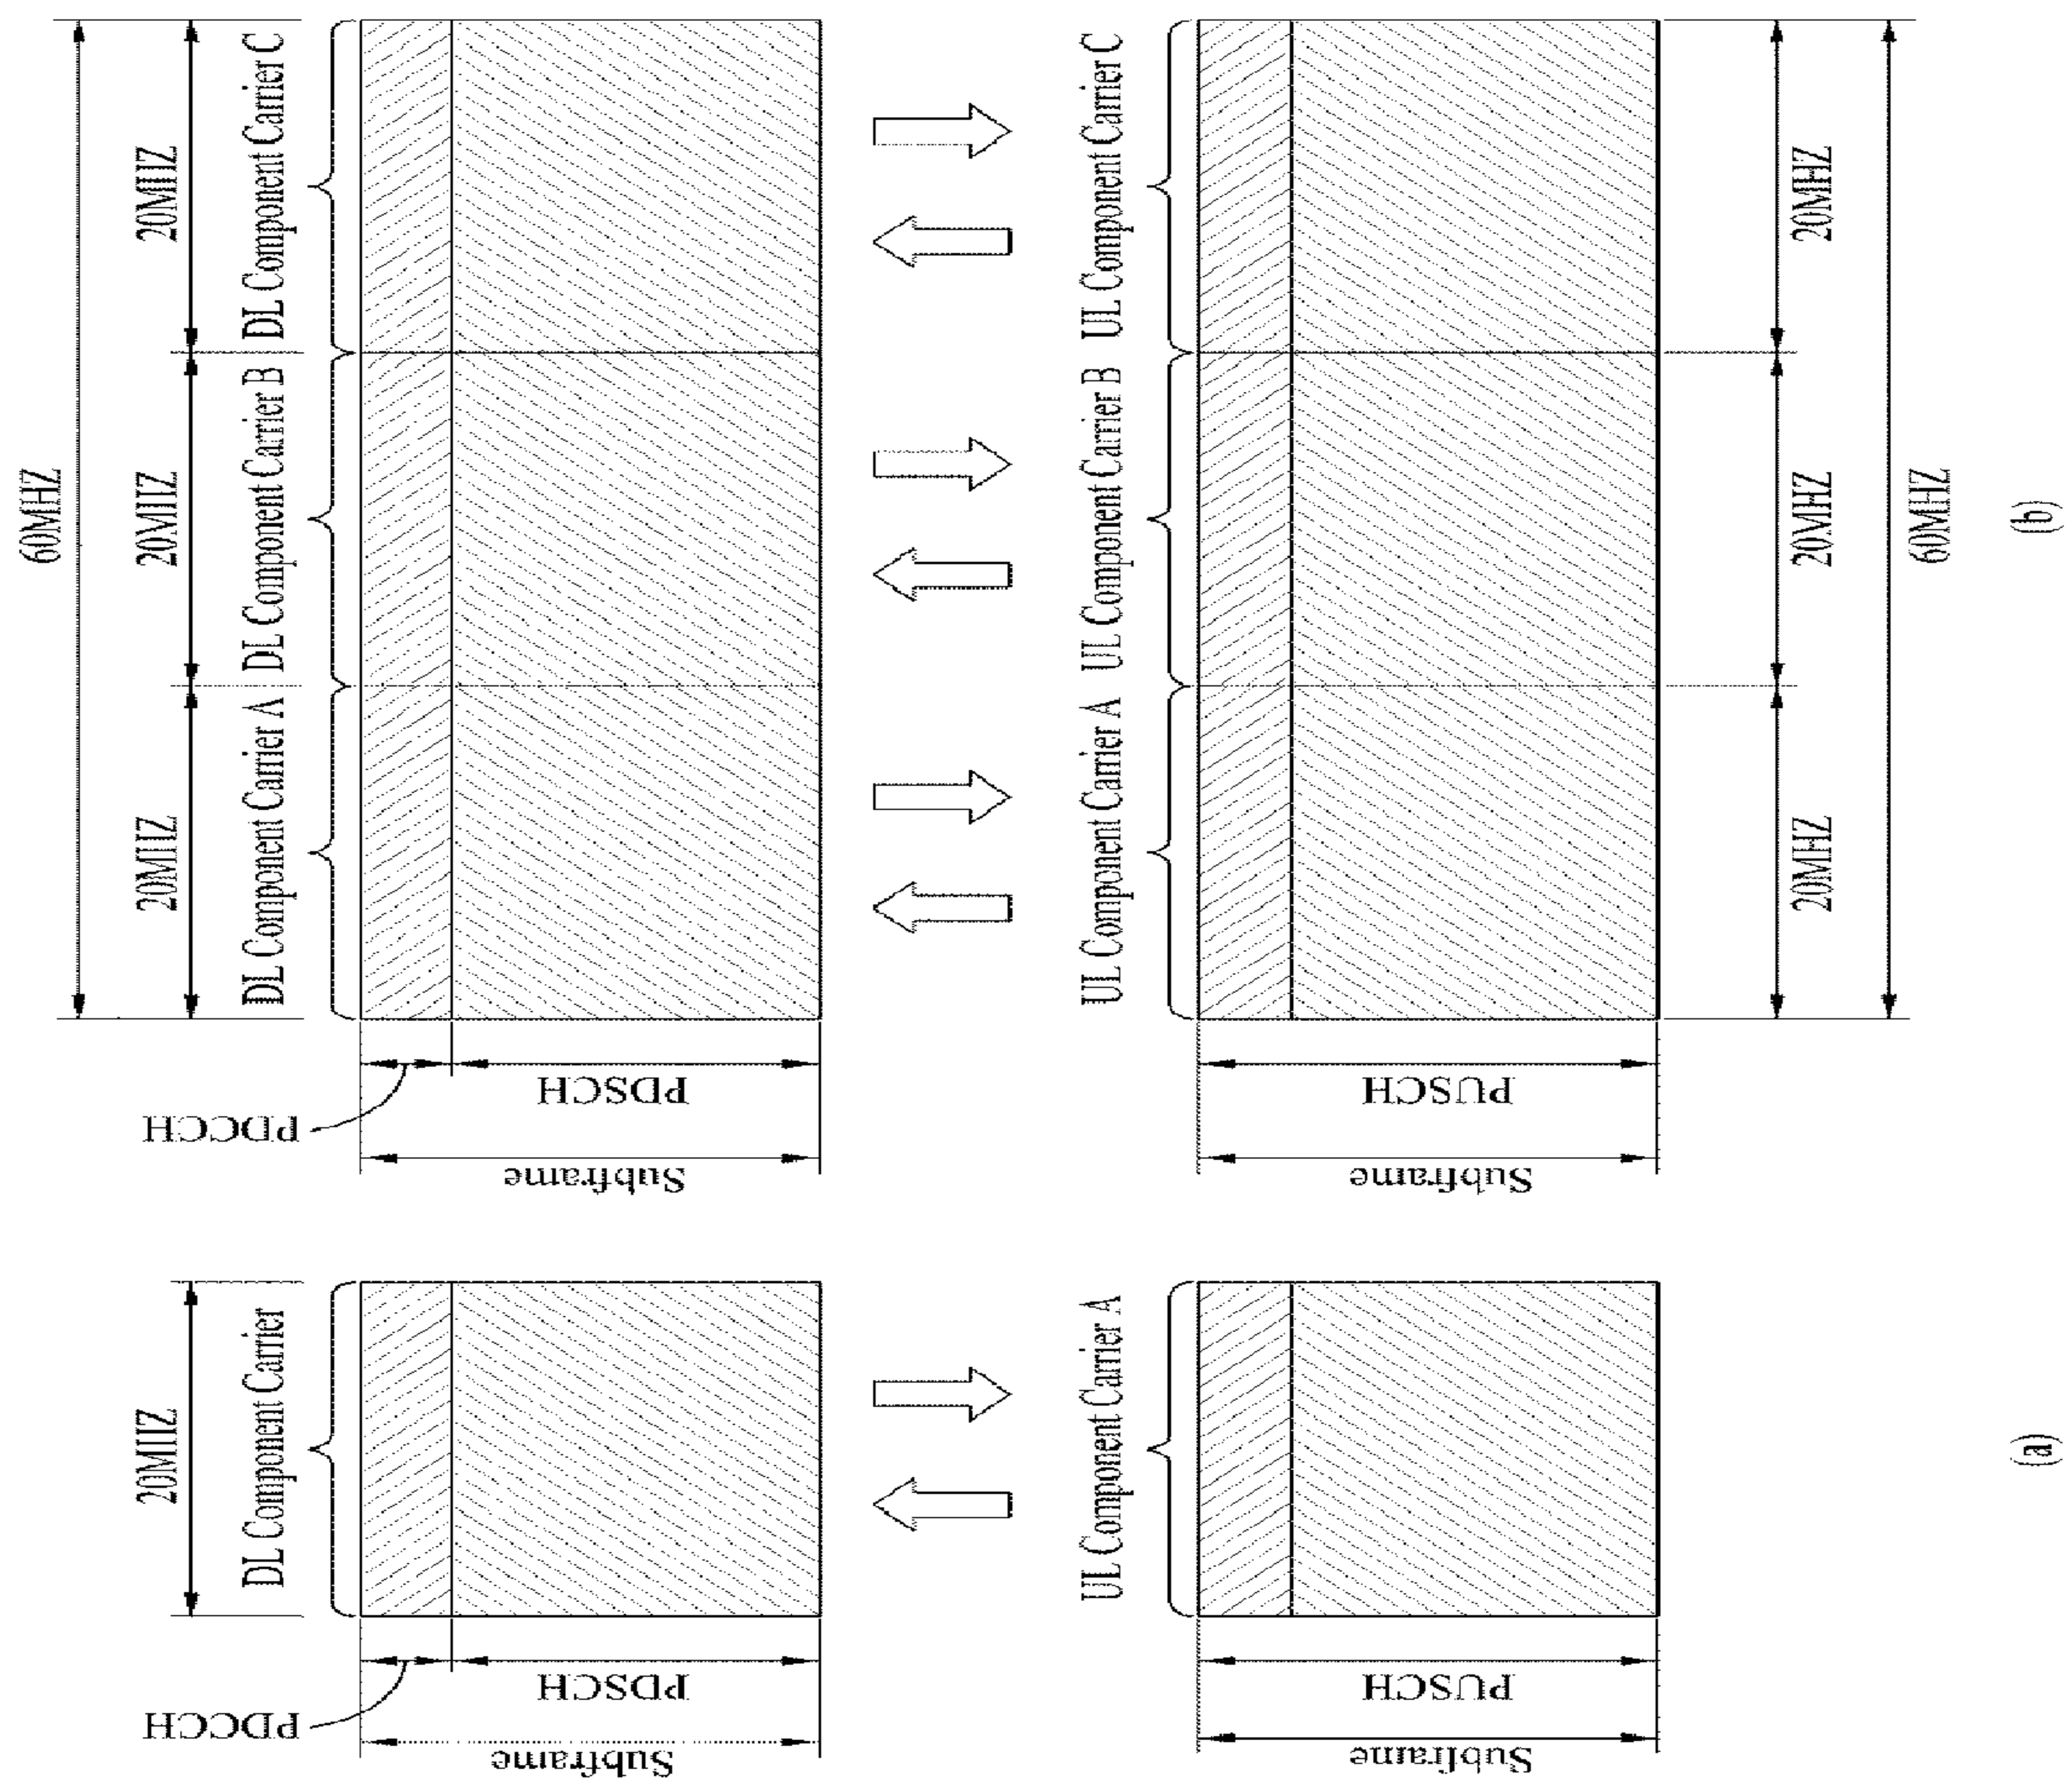 20MHZ
DL Component Carrier
PDCCH
PDSCH
Subframe
UL Component Carrier A
PUSCH
Subframe
(a)
60MHZ
20MHZ
20MHZ
20MHZ
DL Component Carrier A
DL Component Carrier B
DL Component Carrier C
PDCCH
PDSCH
Subframe
UL Component Carrier A
UL Component Carrier B
UL Component Carrier C
PUSCH
Subframe
20MHZ
20MHZ
20MHZ
60MHZ
(b)